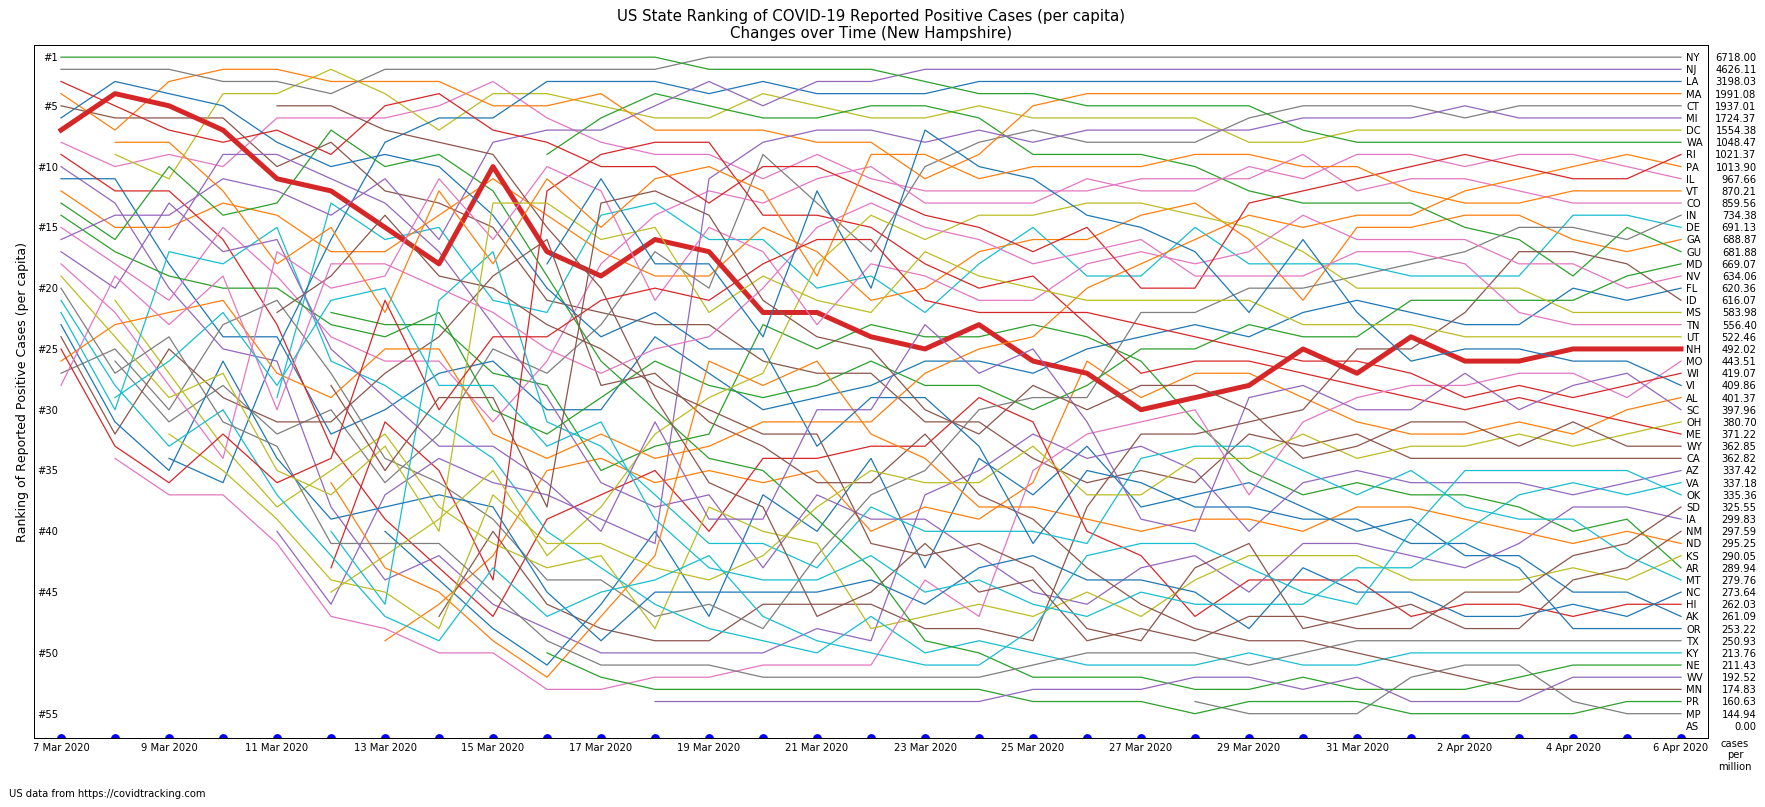 US State Ranking of COVID-19 Reported Positive Cases (per capita)
Changes over Time (New Hampshire)
Ranking of Reported Positive Cases (per capita)
#1
#5
#10
#15
#20
#25
#30
#35
#40
#45
#50
#55
NY 6718.00
NJ 4626.11
LA 3198.03
MA 1991.08
CT 1937.01
MI 1724.37
DC 1554.38
WA 1048.47
RI 1021.37
PA 1013.90
IL 967.66
VT 870.21
CO 859.56
IN 734.38
DE 691.13
GA 688.87
GU 681.88
MD 669.07
NV 634.06
FL 620.36
ID 616.07
MS 583.98
TN 556.40
UT 522.46
NH 492.02
MO 443.51
WI 419.07
VI 409.86
AL 401.37
SC 397.96
OH 380.70
ME 371.22
WY 362.85
CA 362.82
AZ 337.42
VA 337.18
OK 335.36
SD 325.55
IA 299.83
NM 297.59
ND 295.25
KS 290.05
AR 289.94
MT 279.76
NC 273.64
HI 262.03
AK 261.09
OR 253.22
TX 250.93
KY 213.76
NE 211.43
WV 192.52
MN 174.83
PR 160.63
MP 144.94
AS 0.00
7 Mar 2020 9 Mar 2020 11 Mar 2020 13 Mar 2020 15 Mar 2020 17 Mar 2020 19 Mar 2020 21 Mar 2020 23 Mar 2020 25 Mar 2020 27 Mar 2020 29 Mar 2020 31 Mar 2020 2 Apr 2020 4 Apr 2020 6 Apr 2020
cases
per
million
US data from https://covidtracking.com